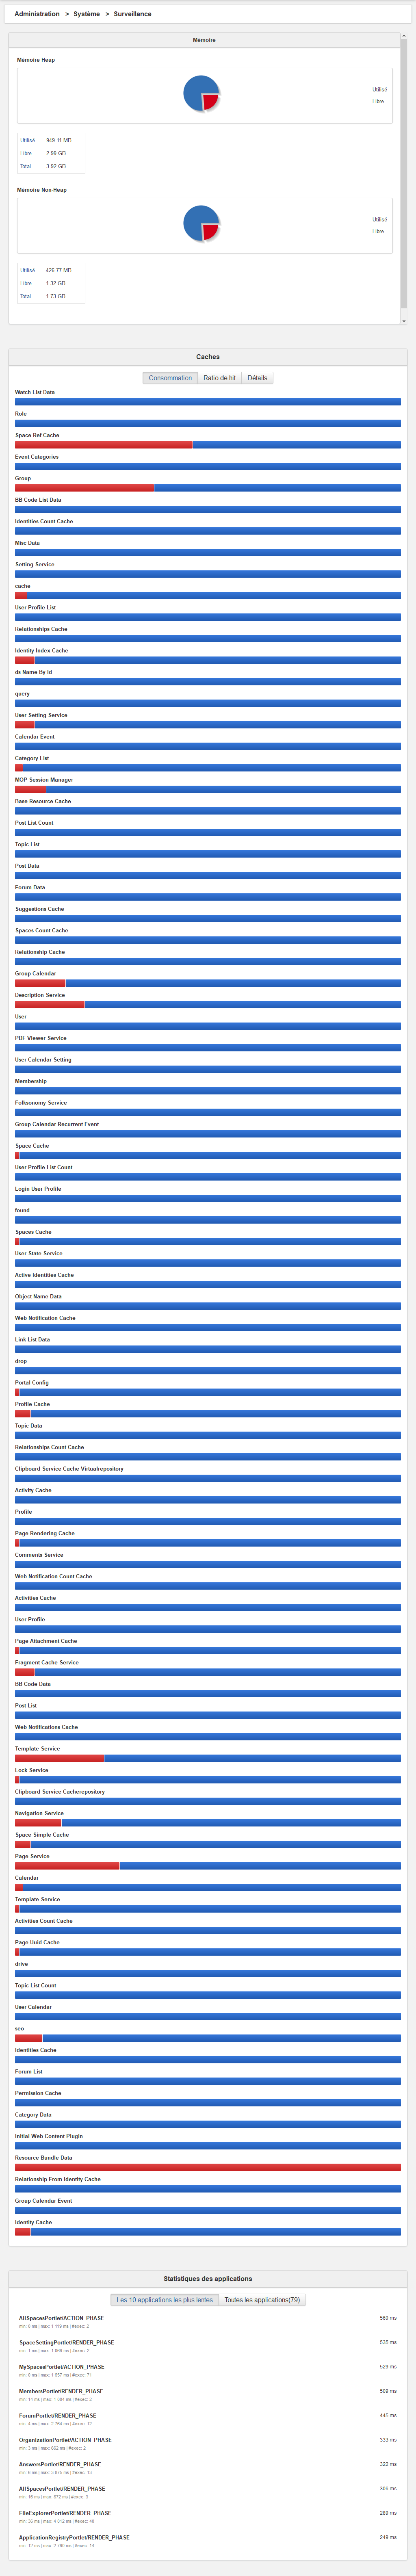 Administration > Système > Surveillance
Mémoire
Mémoire Heap
Utilisé
Libre
Utilisé 949.11 MB
Libre 2.99 GB
Total 3.92 GB
Mémoire Non-Heap
Utilisé
Libre
Utilisé 426.77 MB
Libre 1.32 GB
Total 1.73 GB
Caches
Consommation Ratio de hit Détails
Watch List Data
Role
Space Ref Cache
Event Categories
Group
BB Code List Data
Identities Count Cache
Misc Data
Setting Service
cache
User Profile List
Relationships Cache
Identity Index Cache
ds Name By Id
query
User Setting Service
Calendar Event
Category List
MOP Session Manager
Base Resource Cache
Post List Count
Topic List
Post Data
Forum Data
Suggestions Cache
Spaces Count Cache
Relationship Cache
Group Calendar
Description Service
User
PDF Viewer Service
User Calendar Setting
Membership
Folksonomy Service
Group Calendar Recurrent Event
Space Cache
User Profile List Count
Login User Profile
found
Spaces Cache
User State Service
Active Identities Cache
Object Name Data
Web Notification Cache
Link List Data
drop
Portal Config
Profile Cache
Topic Data
Relationships Count Cache
Clipboard Service Cache Virtualrepository
Activity Cache
Profile
Page Rendering Cache
Comments Service
Web Notification Count Cache
Activities Cache
User Profile
Page Attachment Cache
Fragment Cache Service
BB Code Data
Post List
Web Notifications Cache
Template Service
Lock Service
Clipboard Service Cacherepository
Navigation Service
Space Simple Cache
Page Service
Calendar
Template Service
Activities Count Cache
Page Uuid Cache
drive
Topic List Count
User Calendar
seo
Identities Cache
Forum List
Permission Cache
Category Data
Initial Web Content Plugin
Resource Bundle Data
Relationship From Identity Cache
Group Calendar Event
Identity Cache
Statistiques des applications
Les 10 applications les plus lentes Toutes les applications(79)
AllSpacesPortlet/ACTION_PHASE 560 ms
min: 0 ms | max: 1 119 ms | #exec: 2
SpaceSettingPortlet/RENDER_PHASE 535 ms
min: 1 ms | max: 1 069 ms | #exec: 2
MySpacesPortlet/ACTION_PHASE 529 ms
min: 0 ms | max: 1 857 ms | #exec: 71
MembersPortlet/RENDER_PHASE 509 ms
min: 14 ms | max: 1 004 ms | #exec: 2
ForumPortlet/RENDER_PHASE 445 ms
min: 4 ms | max: 2 764 ms | #exec: 12
OrganizationPortlet/ACTION_PHASE 333 ms
min: 3 ms | max: 662 ms | #exec: 2
AnswersPortlet/RENDER_PHASE 322 ms
min: 6 ms | max: 3 875 ms | #exec: 13
AllSpacesPortlet/RENDER_PHASE 306 ms
min: 16 ms | max: 872 ms | #exec: 3
FileExplorerPortlet/RENDER_PHASE 289 ms
min: 36 ms | max: 4 012 ms | #exec: 40
ApplicationRegistryPortlet/RENDER_PHASE 249 ms
min: 12 ms | max: 2 750 ms | #exec: 14